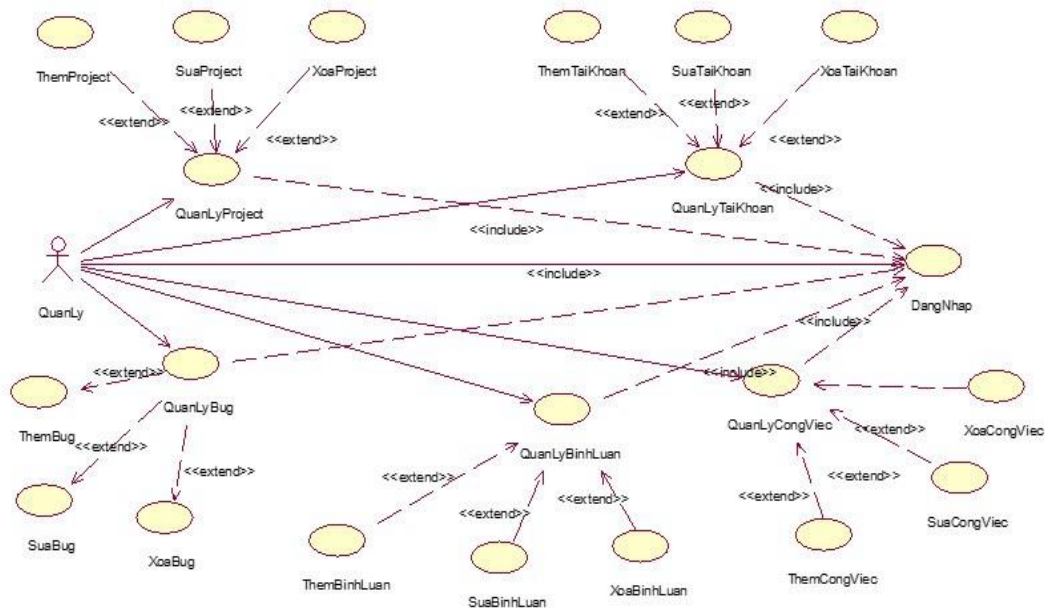 ThemProject
SuaProject
XoaProject
ThemTaiKhoan
SuaTaiKhoan
XoaTaiKhoan
<<extend>>
<<extend>>
<<extend>>
<<extend>>
<<extend>>
<<extend>>
QuanLyProject
QuanLyTaiKhoan
<<include>>
<<include>>
<<include>>
QuanLy
DangNhap
<<include>>
<<extend>>
<<include>>
QuanLyBug
ThemBug
<<extend>>
QuanLyCongViec
XoaCongViec
<<extend>>
QuanLyBinhLuan
<<extend>>
<<extend>>
<<extend>>
<<extend>>
<<extend>>
<<extend>>
<<extend>>
SuaCongViec
SuaBug
XoaBug
ThemBinhLuan
SuaBinhLuan
XoaBinhLuan
ThemCongViec